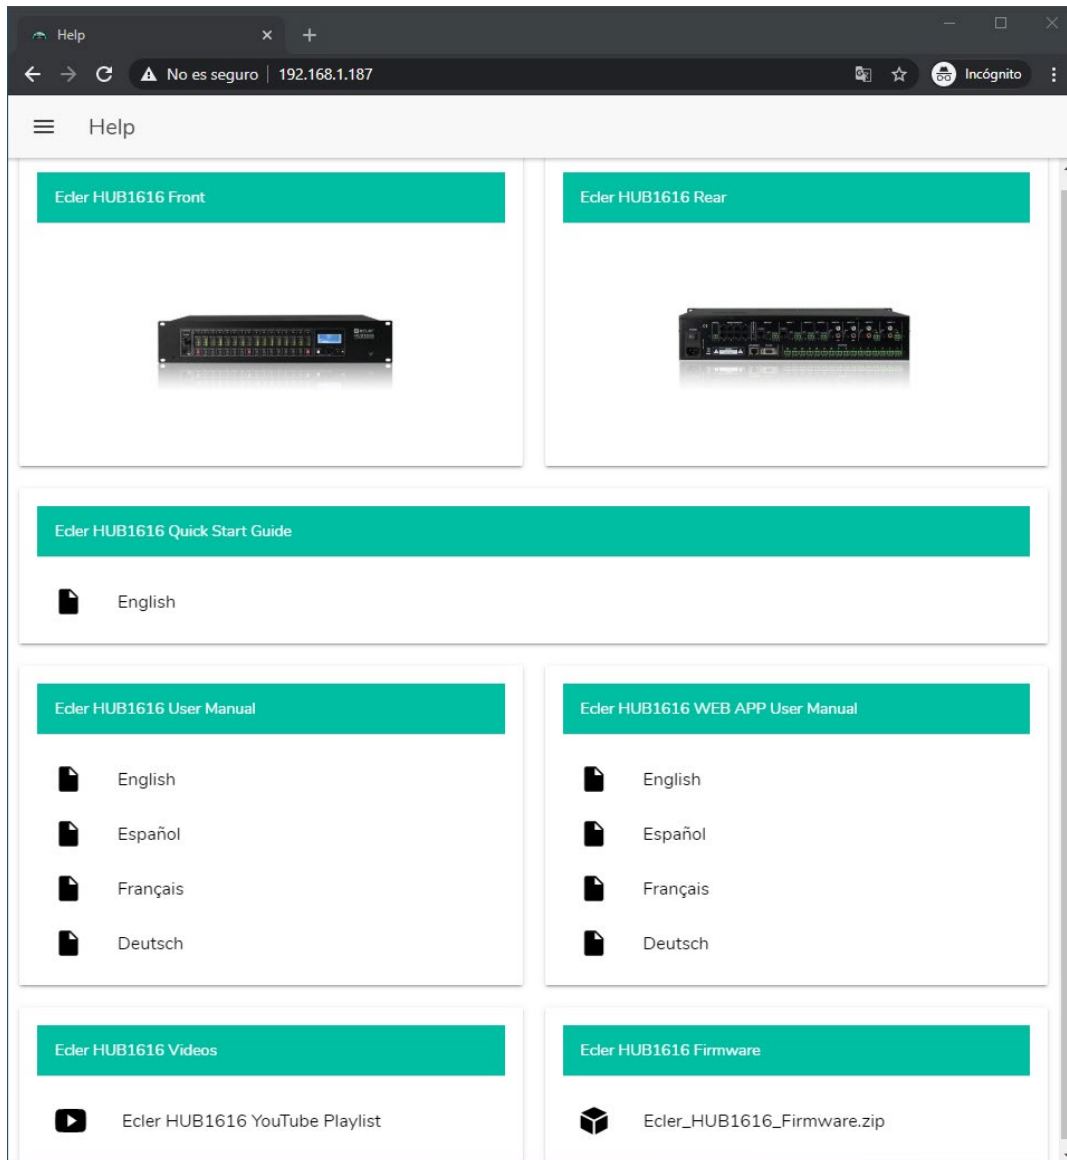 Help
No es seguro | 192.168.1.187
Incógnito
Help
Ecler HUB1616 Front
Ecler HUB1616 Rear
ECLER
Ecler HUB1616 Quick Start Guide
English
Ecler HUB1616 User Manual
English
Español
Français
Deutsch
Ecler HUB1616 WEB APP User Manual
English
Español
Français
Deutsch
Ecler HUB1616 Videos
Ecler HUB1616 YouTube Playlist
Ecler HUB1616 Firmware
Ecler_HUB1616_Firmware.zip